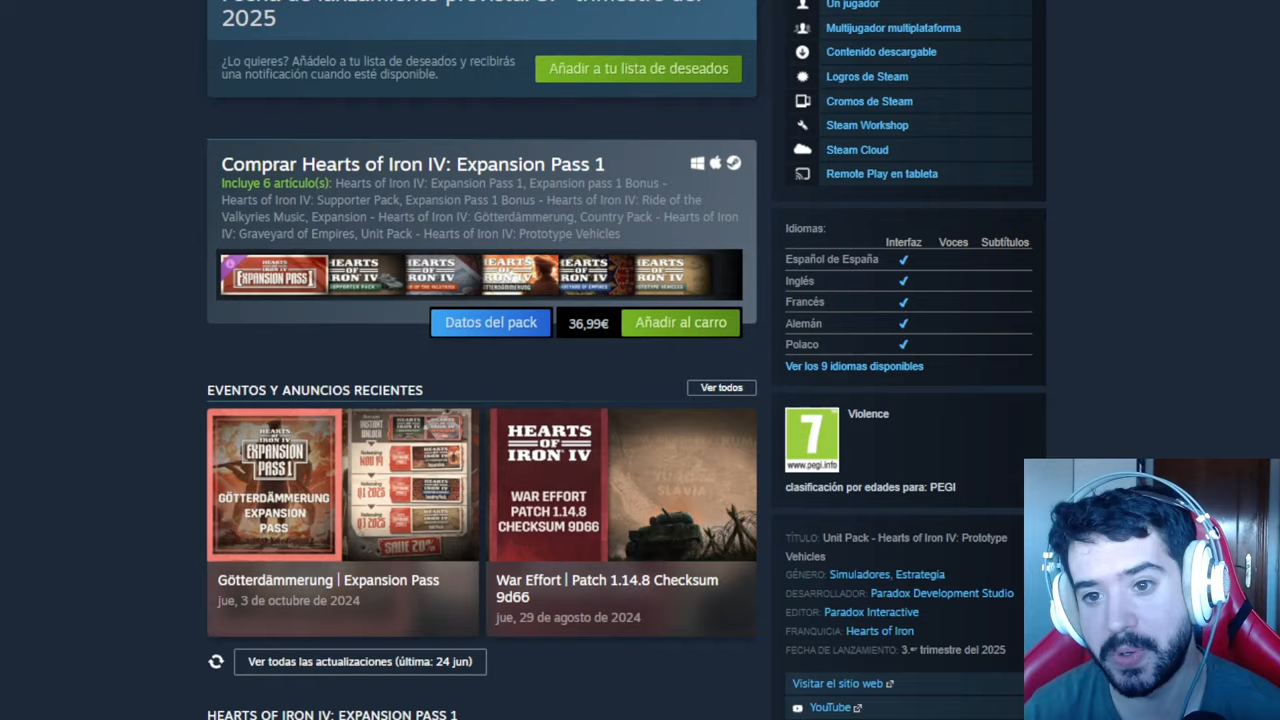 2025
¿Lo quieres? Añádelo a tu lista de deseados y recibirás
una notificación cuando esté disponible.
Añadir a tu lista de deseados
Comprar Hearts of Iron IV: Expansion Pass 1
Incluye 6 artículo(s): Hearts of Iron IV: Expansion Pass 1, Expansion pass 1 Bonus -
Hearts of Iron IV: Supporter Pack, Expansion Pass 1 Bonus - Hearts of Iron IV: Ride of the
Valkyries Music, Expansion - Hearts of Iron IV: Götterdämmerung, Country Pack - Hearts of Iron
IV: Graveyard of Empires, Unit Pack - Hearts of Iron IV: Prototype Vehicles
EXPANSION PASS 1
Datos del pack
36,99€
Añadir al carro
EVENTOS Y ANUNCIOS RECIENTES
Ver todos
HEARTS
OF
IRON IV
EXPANSION
PASS 1
GÖTTERDÄMMERUNG
EXPANSION
PASS
HEARTS
OF
IRON IV
WAR EFFORT
PATCH 1.14.8
CHECKSUM 9D66
Götterdämmerung | Expansion Pass
jue, 3 de octubre de 2024
War Effort | Patch 1.14.8 Checksum
9d66
jue, 29 de agosto de 2024
Ver todas las actualizaciones (última: 24 jun)
HEARTS OF IRON IV: EXPANSION PASS 1
Un jugador
Multijugador multiplataforma
Contenido descargable
Logros de Steam
Cromos de Steam
Steam Workshop
Steam Cloud
Remote Play en tableta
Idiomas:
Interfaz Voces Subtítulos
Español de España
Inglés
Francés
Alemán
Polaco
Ver los 9 idiomas disponibles
7
www.pegi.info
Violence
clasificación por edades para: PEGI
TÍTULO: Unit Pack - Hearts of Iron IV: Prototype
Vehicles
GÉNERO: Simuladores, Estrategia
DESARROLLADOR: Paradox Development Studio
EDITOR: Paradox Interactive
FRANQUICIA: Hearts of Iron
FECHA DE LANZAMIENTO: 3.er trimestre del 2025
Visitar el sitio web
YouTube